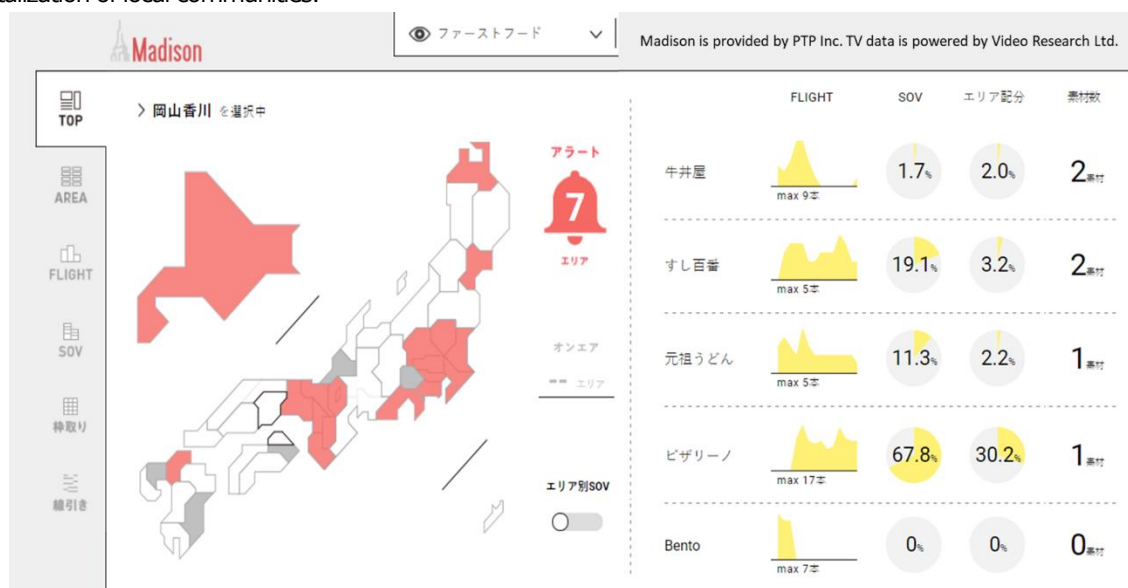 talization of local communities.
Madison
ファーストフード
Madison is provided by PTP Inc. TV data is powered by Video Research Ltd.
TOP
AREA
FLIGHT
SOV
枠取り
線引き
> 岡山香川 を選択中
アラート
7
エリア
オンエア
-- エリア
エリア別SOV
FLIGHT SOV エリア配分 素材数
牛丼屋 max 9本 1.7% 2.0% 2素材
すし百番 max 5本 19.1% 3.2% 2素材
元祖うどん max 5本 11.3% 2.2% 1素材
ピザリーノ max 17本 67.8% 30.2% 1素材
Bento max 7本 0% 0% 0素材